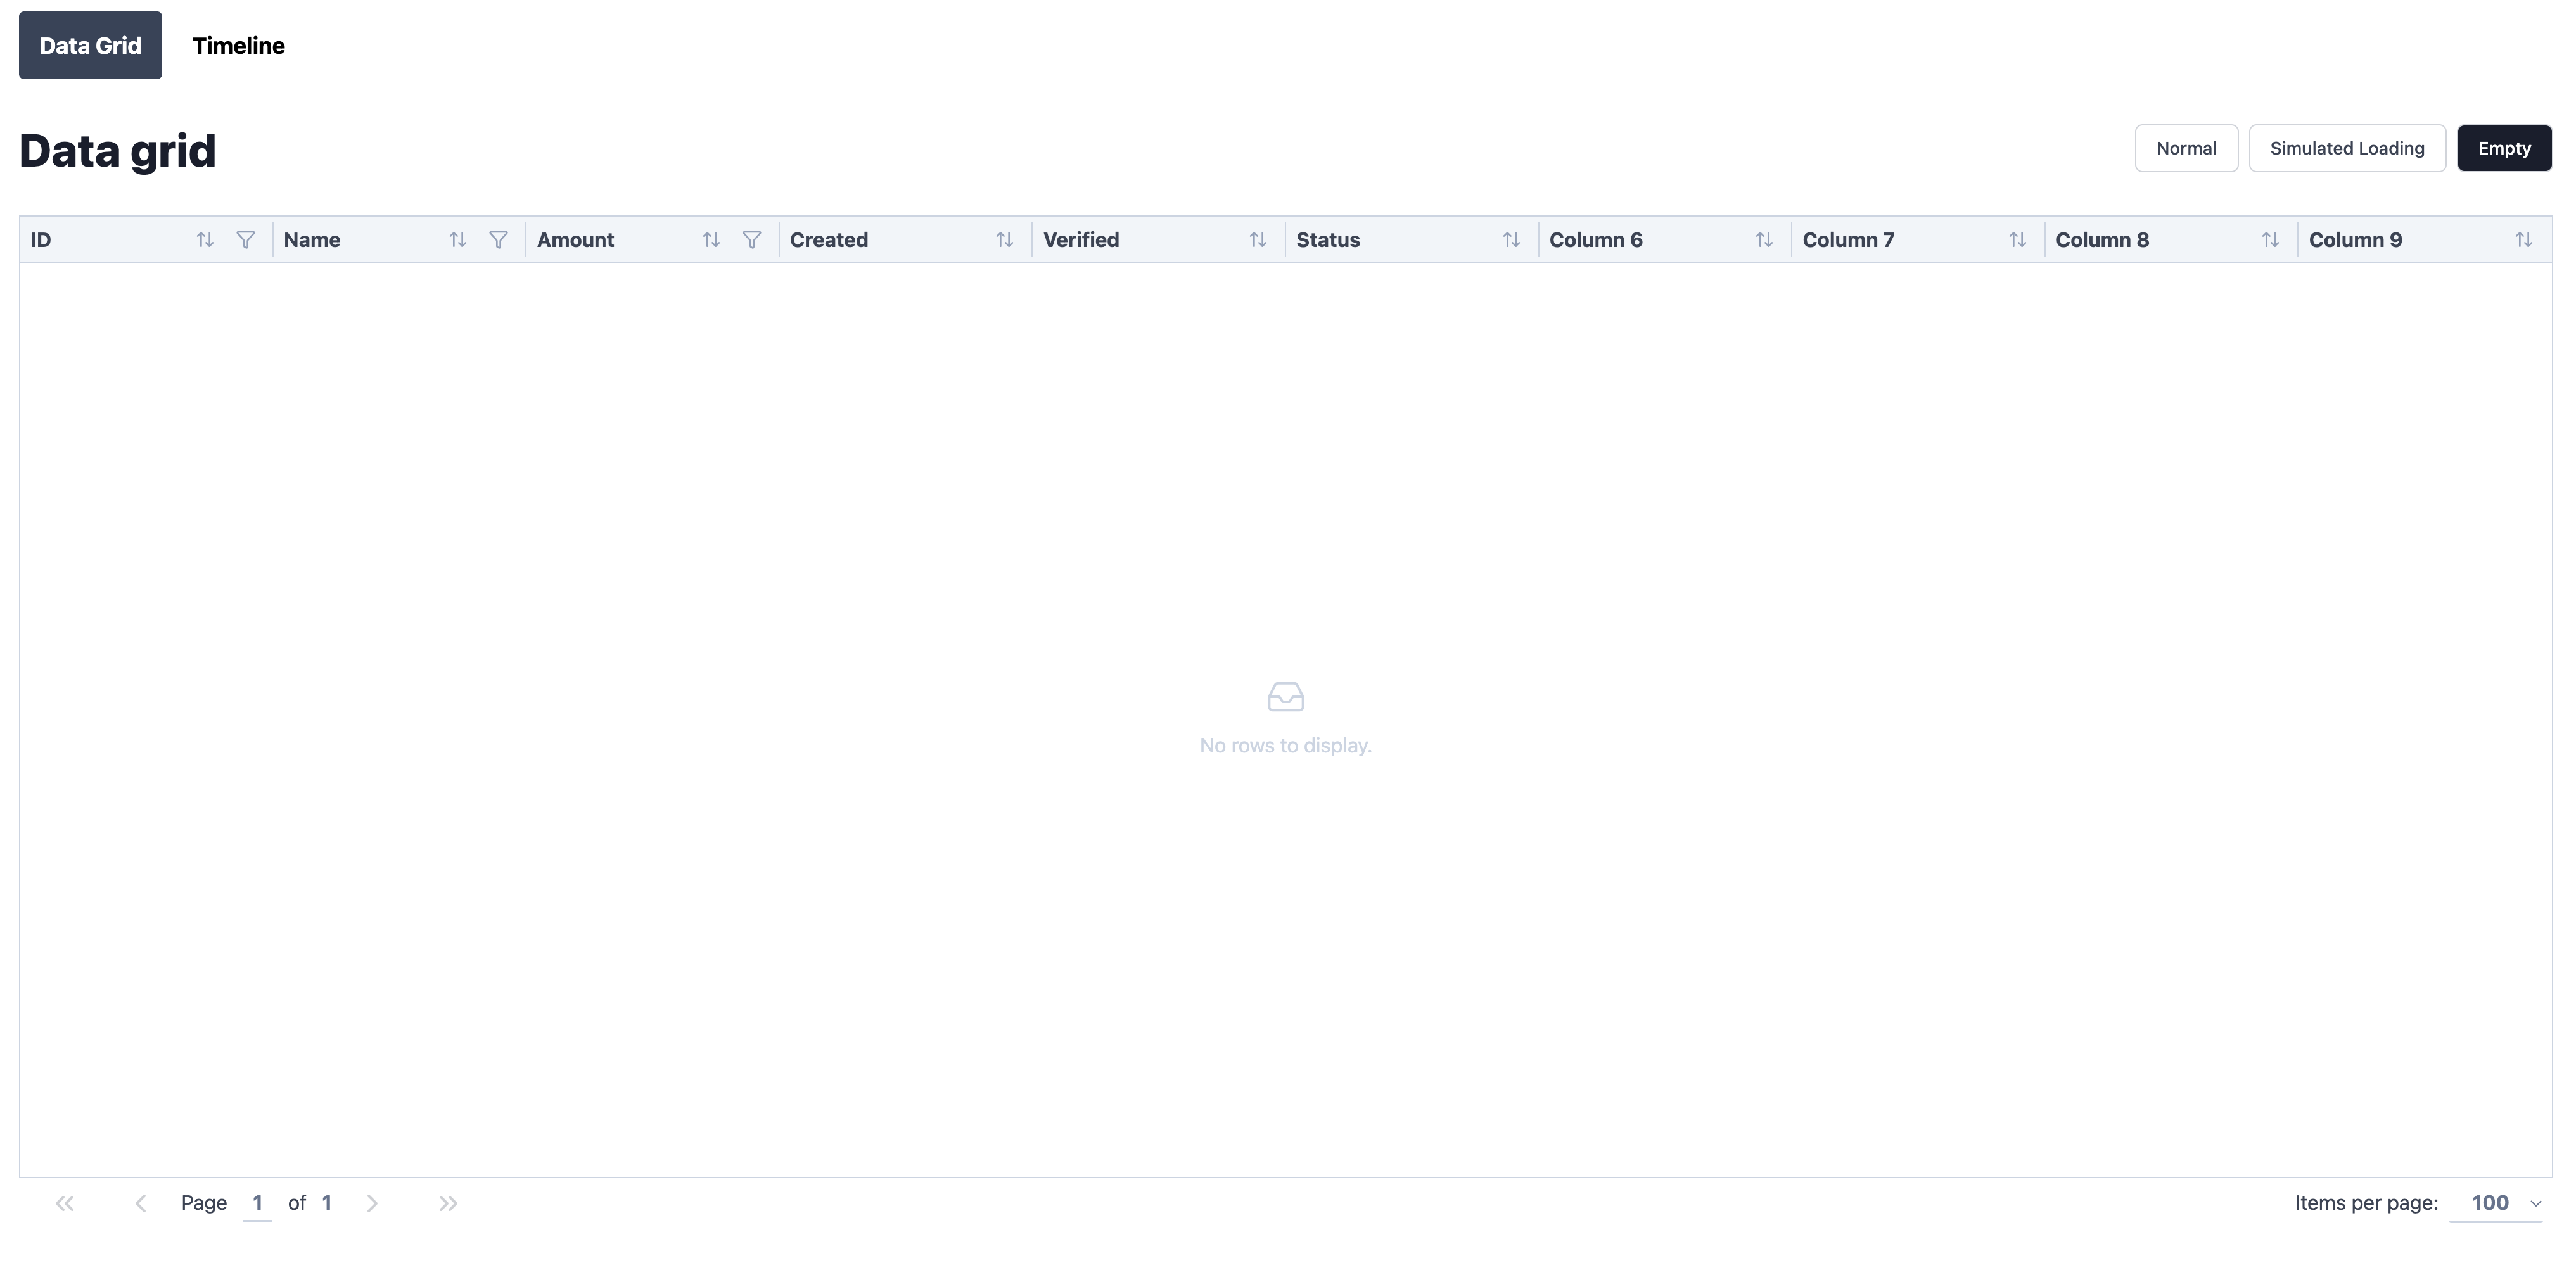 Data Grid Timeline
Data grid
Normal Simulated Loading Empty
ID Name Amount Created Verified Status Column 6 Column 7 Column 8 Column 9
No rows to display.
Page 1 of 1 Items per page: 100